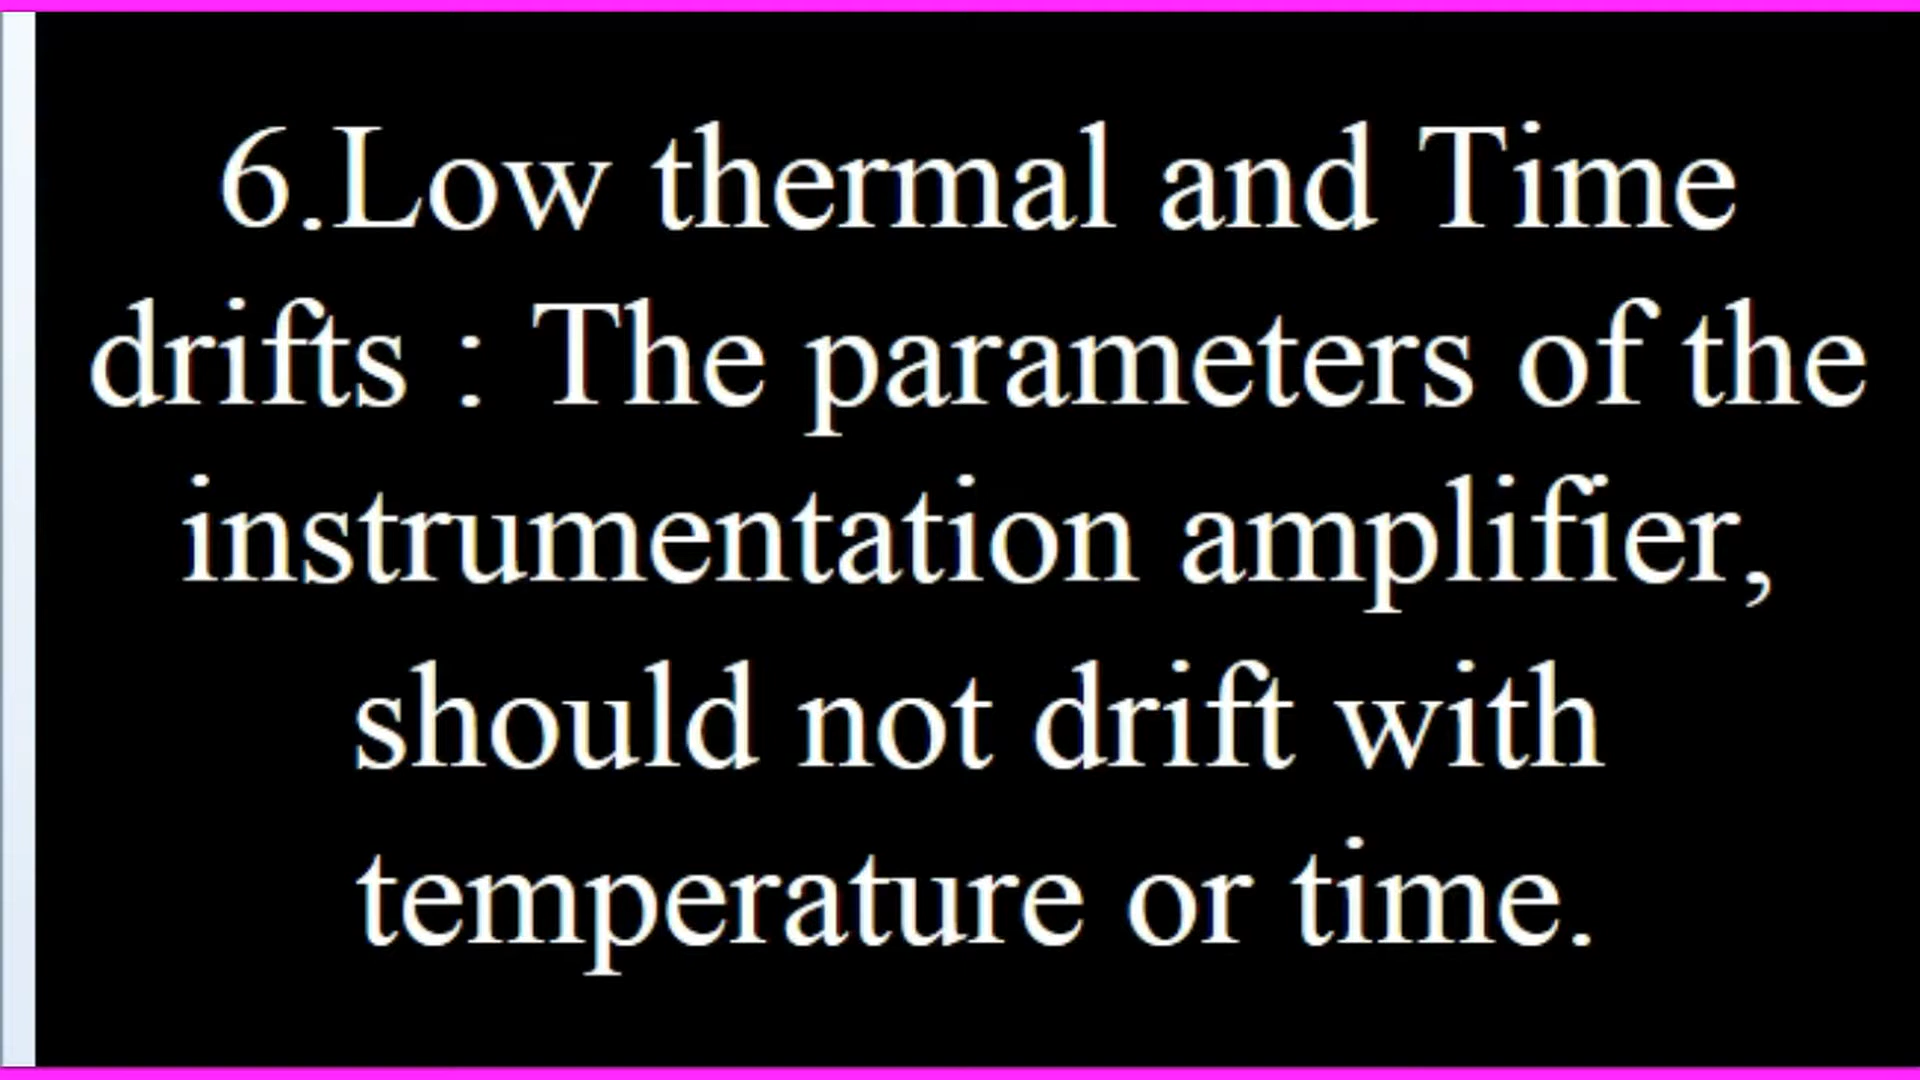 6.Low thermal and Time
drifts : The parameters of the
instrumentation amplifier,
should not drift with
temperature or time.